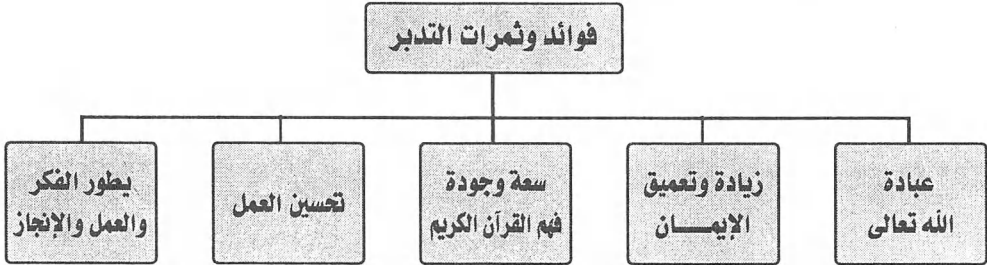 فوائد وثمرات التدبر
عبادة
الله تعالى
زيادة وتعميق
الإيمـــــان
سعة وجودة
فهم القرآن الكريم
تحسين العمل
يطور الفكر
والعمل والإنجاز